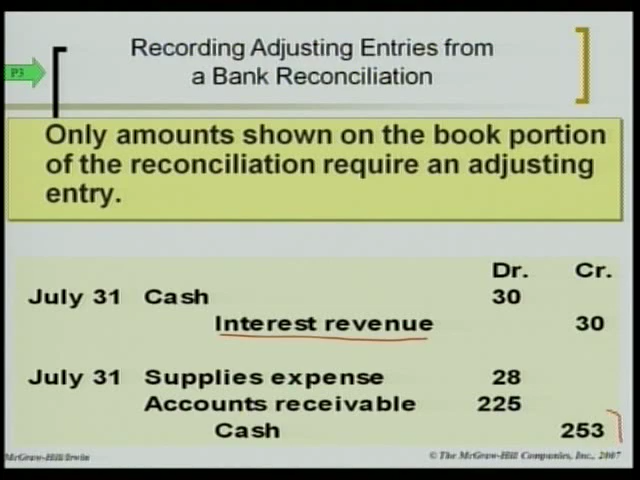 P3
Recording Adjusting Entries from
a Bank Reconciliation
Only amounts shown on the book portion
of the reconciliation require an adjusting
entry.
Dr. Cr.
July 31 Cash 30
Interest revenue 30
July 31 Supplies expense 28
Accounts receivable 225
Cash 253
McGraw-Hill/Irwin © The McGraw-Hill Companies, Inc., 2007